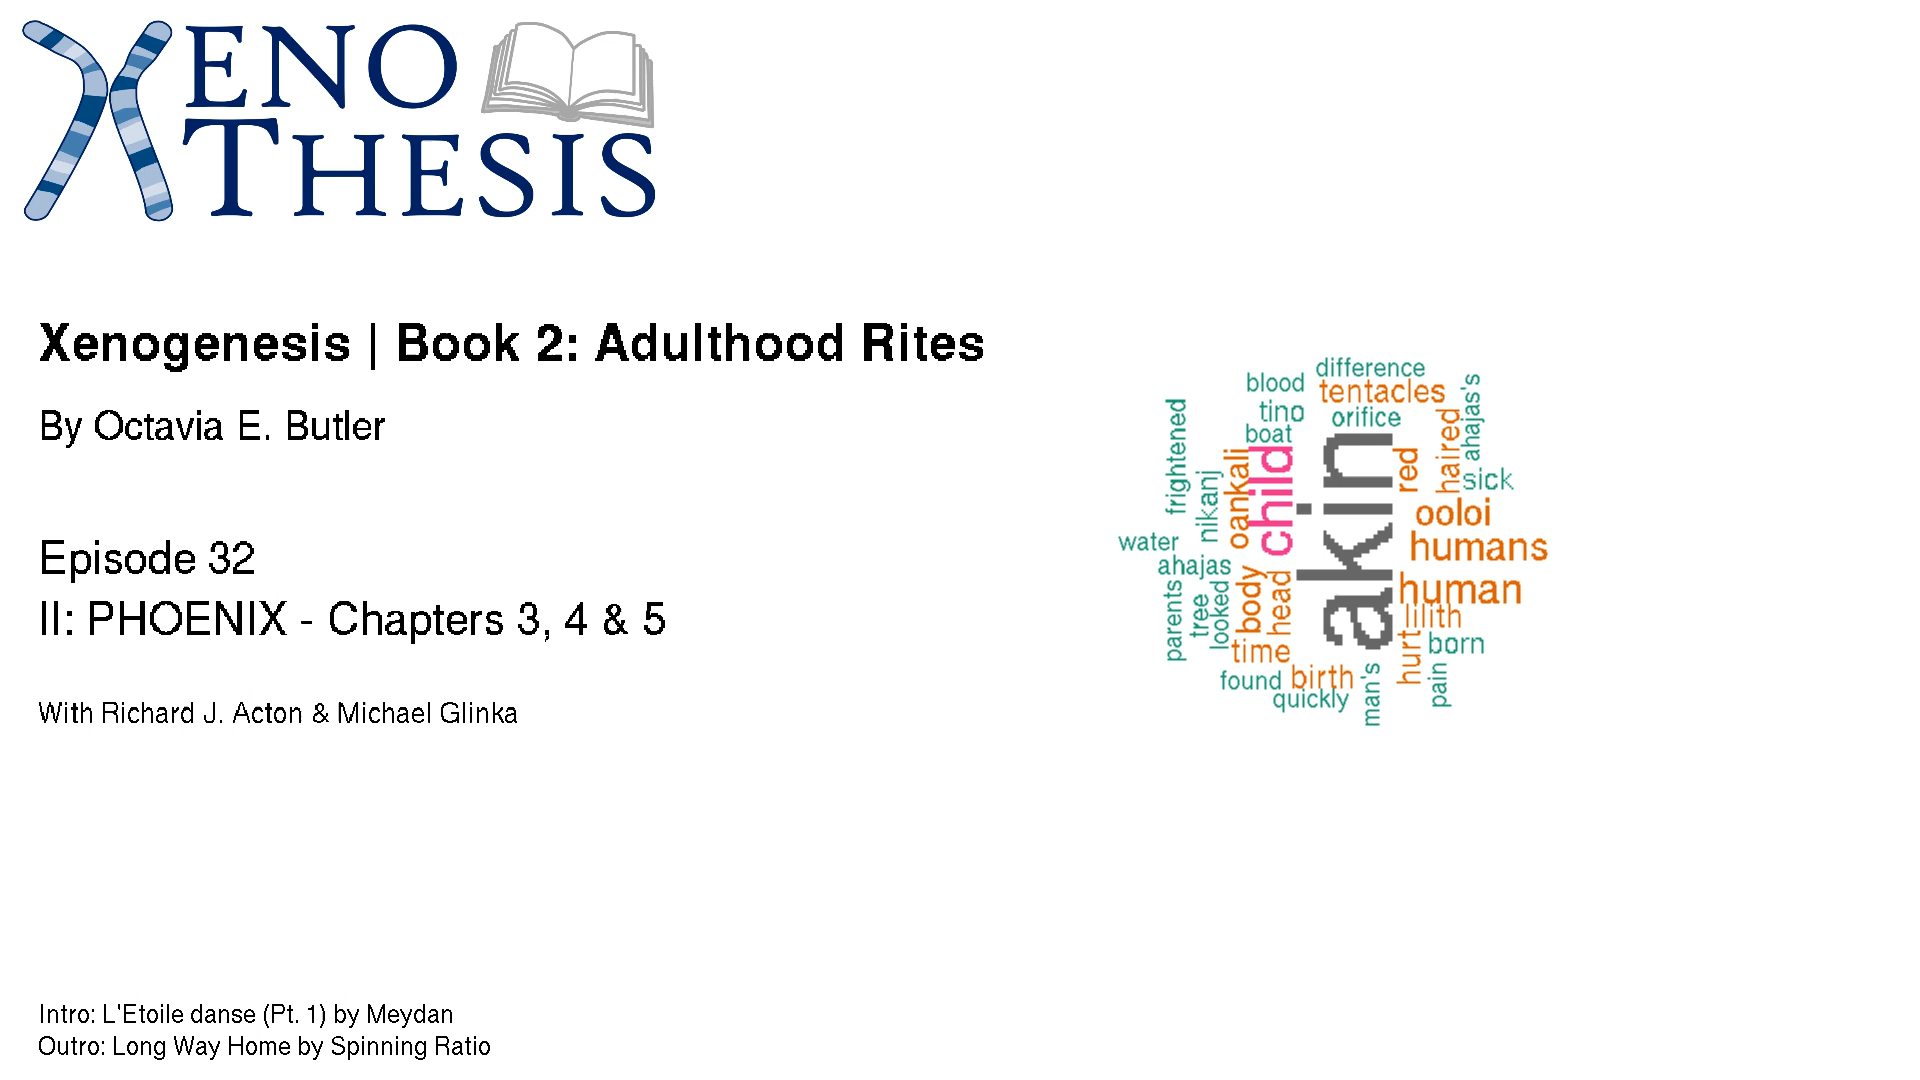 XENO
THESIS
Xenogenesis | Book 2: Adulthood Rites
By Octavia E. Butler
Episode 32
II: PHOENIX - Chapters 3, 4 & 5
With Richard J. Acton & Michael Glinka
difference
blood
tentacles
tino
orifice
boat
frightened
nikanj
oankali
child
akin
red
haired
ahajas's
sick
ooloi
humans
water
ahajas
parents
tree
looked
body
head
human
lilith
time
hurt
born
found
birth
quickly
man's
pain
Intro: L'Etoile danse (Pt. 1) by Meydan
Outro: Long Way Home by Spinning Ratio